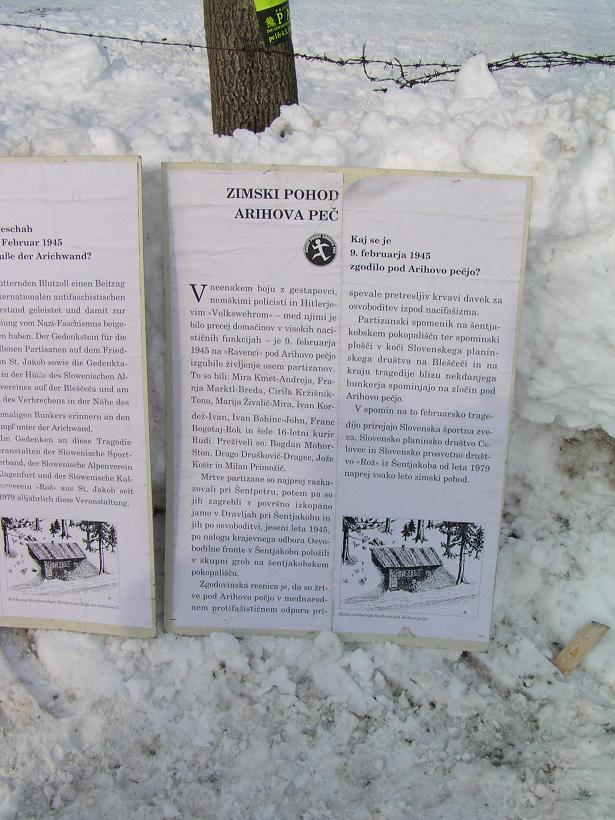 eschah
Februar 1945
uße der Arichwand?
ütternden Blutzoll einen Beitrag
ternationalen antifaschistischen
rstand geleistet und damit zur
iung vom Nazi-Faschismus beige-
en haben. Der Gedenkstein für die
llenen Partisanen auf dem Fried-
n St. Jakob sowie die Gedenkta-
in der Hütte des Slowenischen Al-
vereines auf der Bleščeča und am
des Verbrechens in der Nähe des
emaligen Bunkers erinnern an den
mpf unter der Arichwand.
Im Gedenken an diese Tragödie
eranstalten der Slowenische Sport-
erband, der Slowenische Alpenverein
Klagenfurt und der Slowenische Kul-
urverein «Rož» aus St. Jakob seit
1979 alljährlich diese Veranstaltung.
ZIMSKI POHOD
ARIHOVA PEČ
Kaj se je
9. februarja 1945
zgodilo pod Arihovo pečjo?
V neenakem boju z gestapovci,
nemškimi policisti in Hitlerje-
vim «Volkswehrom» – med njimi je
bilo precej domačinov v visokih naci-
stičnih funkcijah – je 9. februarja
1945 na «Ravenci» pod Arihovo pečjo
izgubilo življenje osem partizanov.
To so bili: Mira Kmet-Andreja, Fra-
nja Marktl-Breda, Cirila Kržišnik-
Tona, Marija Živalič-Mira, Ivan Kor-
dež-Ivan, Ivan Bohinc-John, Franc
Bogotaj-Rok in šele 16-letni kurir
Rudi. Preživeli so: Bogdan Mohor-
Ston, Drago Druškovič-Dragec, Jože
Košir in Milan Primožič.
Mrtve partizane so najprej razka-
zovali pri Šentpetru, potem pa so
jih zagrebli v površno izkopano
jamo v Dravljah pri Šentjakobu in
jih po osvoboditvi, jeseni leta 1945,
po nalogu krajevnega odbora Osvo-
bodilne fronte v Šentjakobu položili
v skupni grob na šentjakobskem
pokopališču.
Zgodovinska resnica je, da so žrt-
ve pod Arihovo pečjo v mednarod-
nem protifašističnem odporu pri-
spevale pretresljiv krvavi davek za
osvoboditev izpod nacifašizma.
Partizanski spomenik na šentja-
kobskem pokopališču ter spominski
plošči v koči Slovenskega planin-
skega društva na Bleščeči in na
kraju tragedije blizu nekdanjega
bunkerja spominjajo na zločin pod
Arihovo pečjo.
V spomin na to februarsko trage-
dijo prirejajo Slovenska športna zve-
za, Slovensko planinsko društvo Ce-
lovec in Slovensko prosvetno društ-
vo «Rož» iz Šentjakoba od leta 1979
naprej vsako leto zimski pohod.